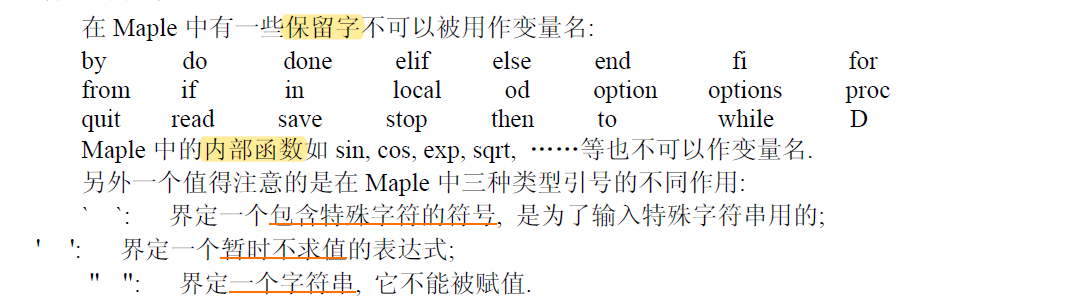 在 Maple 中有一些保留字不可以被用作变量名:
by do done elif else end fi for
from if in local od option options proc
quit read save stop then to while D
Maple 中的内部函数如 sin, cos, exp, sqrt, ……等也不可以作变量名.
另外一个值得注意的是在 Maple 中三种类型引号的不同作用:
` `: 界定一个包含特殊字符的符号, 是为了输入特殊字符串用的;
' ': 界定一个暂时不求值的表达式;
" ": 界定一个字符串, 它不能被赋值.